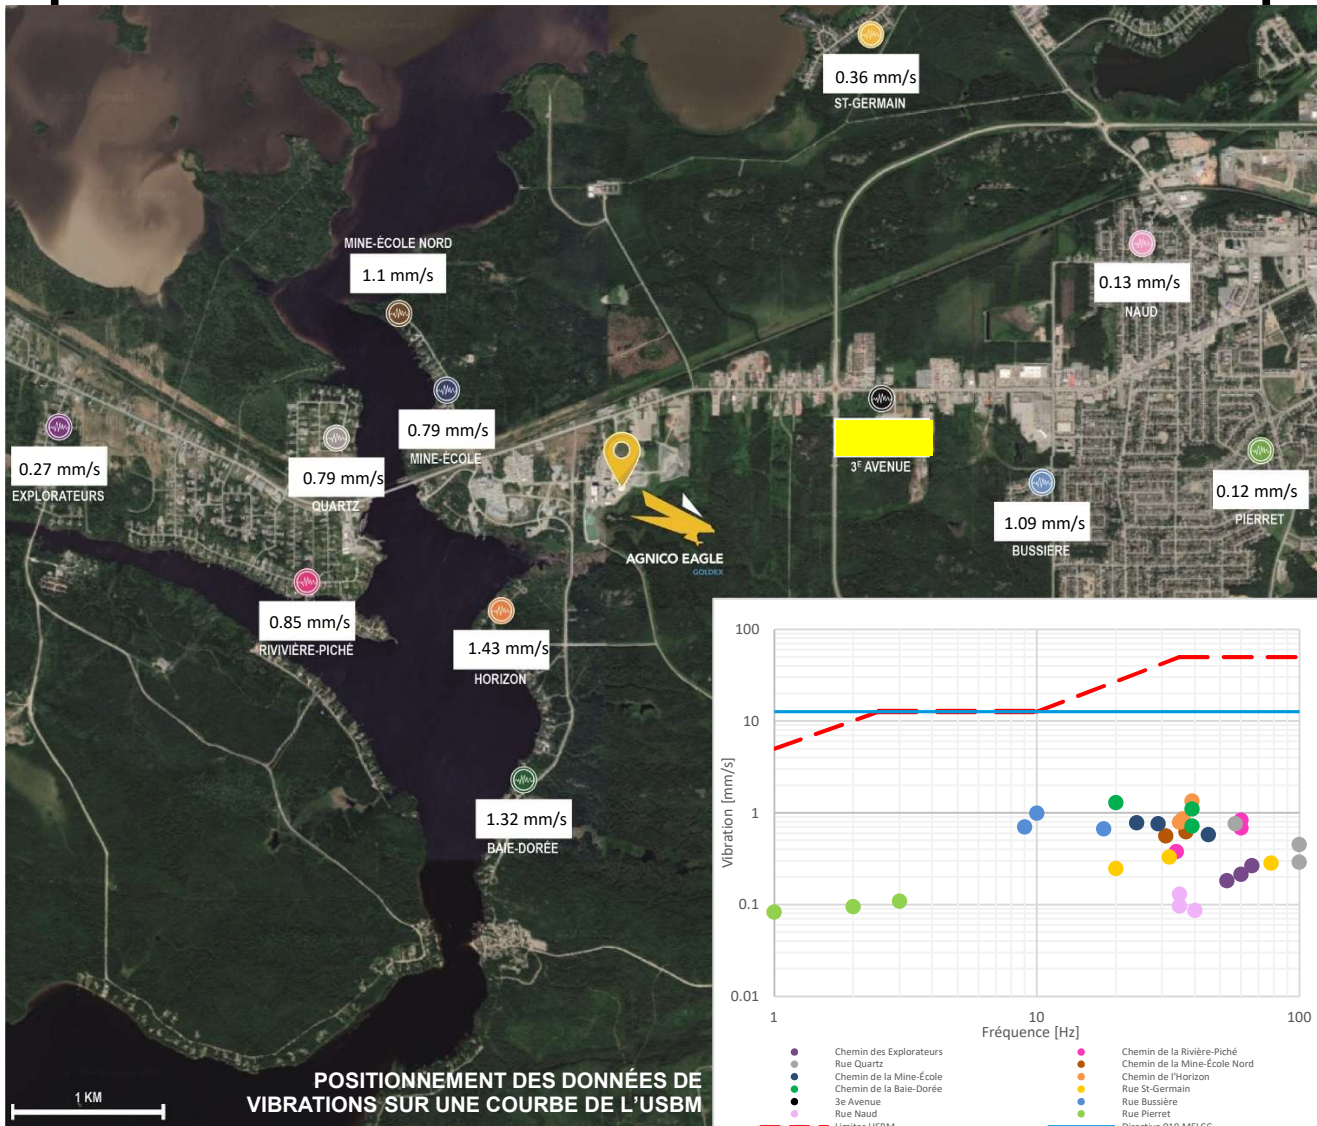 0.36 mm/s
ST-GERMAIN
MINE-ÉCOLE NORD
1.1 mm/s
0.13 mm/s
NAUD
0.79 mm/s
MINE-ÉCOLE
0.27 mm/s
EXPLORATEURS
0.79 mm/s
QUARTZ
3E AVENUE
0.12 mm/s
PIERRET
1.09 mm/s
BUSSIÈRE
AGNICO EAGLE
GOLDEX
0.85 mm/s
RIVIVIÈRE-PICHÉ
1.43 mm/s
HORIZON
1.32 mm/s
BAIE-DORÉE
1 KM
POSITIONNEMENT DES DONNÉES DE
VIBRATIONS SUR UNE COURBE DE L'USBM
100
10
1
0.1
0.01
Vibration [mm/s]
1
10
100
Fréquence [Hz]
Chemin des Explorateurs
Chemin de la Rivière-Piché
Rue Quartz
Chemin de la Mine-École Nord
Chemin de la Mine-École
Chemin de l'Horizon
Chemin de la Baie-Dorée
Rue St-Germain
3e Avenue
Rue Bussière
Rue Naud
Rue Pierret
Limites USBM
Directive 019 MELCC